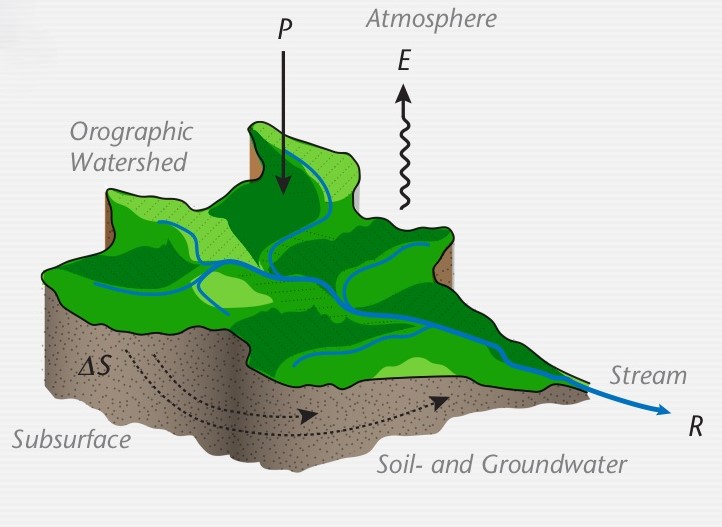 Atmosphere
P
E
Orographic
Watershed
ΔS
Stream
R
Subsurface
Soil- and Groundwater